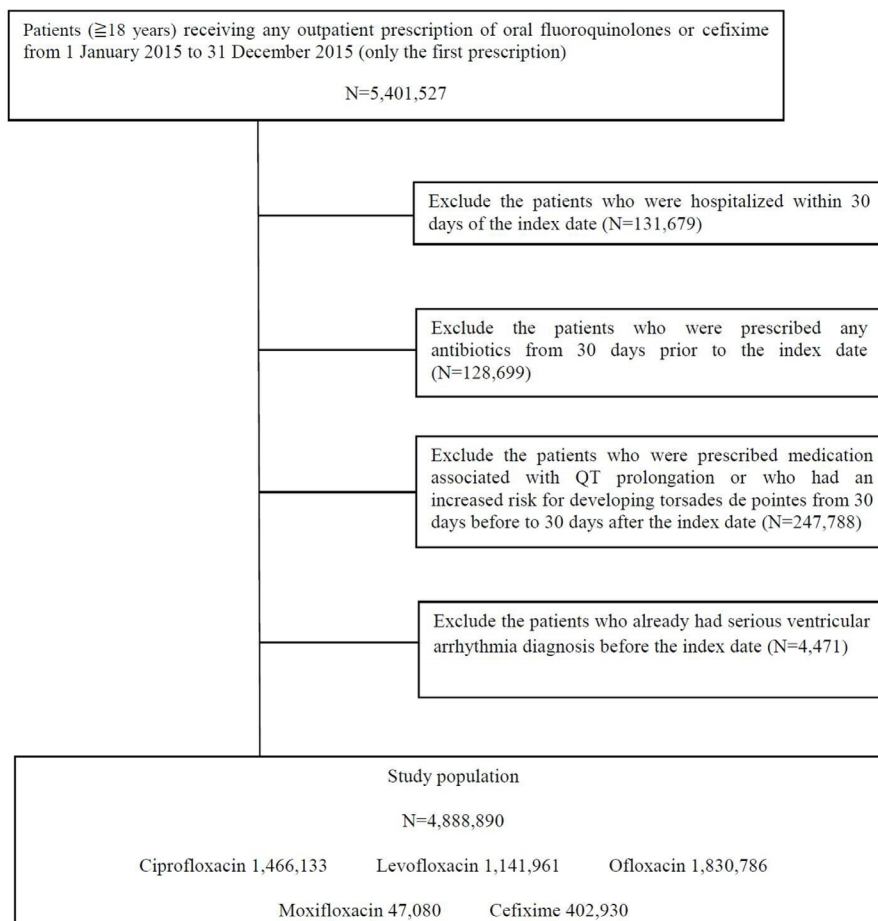 Patients (≧18 years) receiving any outpatient prescription of oral fluoroquinolones or cefixime
from 1 January 2015 to 31 December 2015 (only the first prescription)
N=5,401,527
Exclude the patients who were hospitalized within 30
days of the index date (N=131,679)
Exclude the patients who were prescribed any
antibiotics from 30 days prior to the index date
(N=128,699)
Exclude the patients who were prescribed medication
associated with QT prolongation or who had an
increased risk for developing torsades de pointes from 30
days before to 30 days after the index date (N=247,788)
Exclude the patients who already had serious ventricular
arrhythmia diagnosis before the index date (N=4,471)
Study population
N=4,888,890
Ciprofloxacin 1,466,133 Levofloxacin 1,141,961 Ofloxacin 1,830,786
Moxifloxacin 47,080 Cefixime 402,930